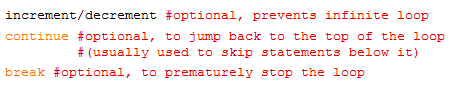 increment/decrement #optional, prevents infinite loop
continue #optional, to jump back to the top of the loop
#(usually used to skip statements below it)
break #optional, to prematurely stop the loop